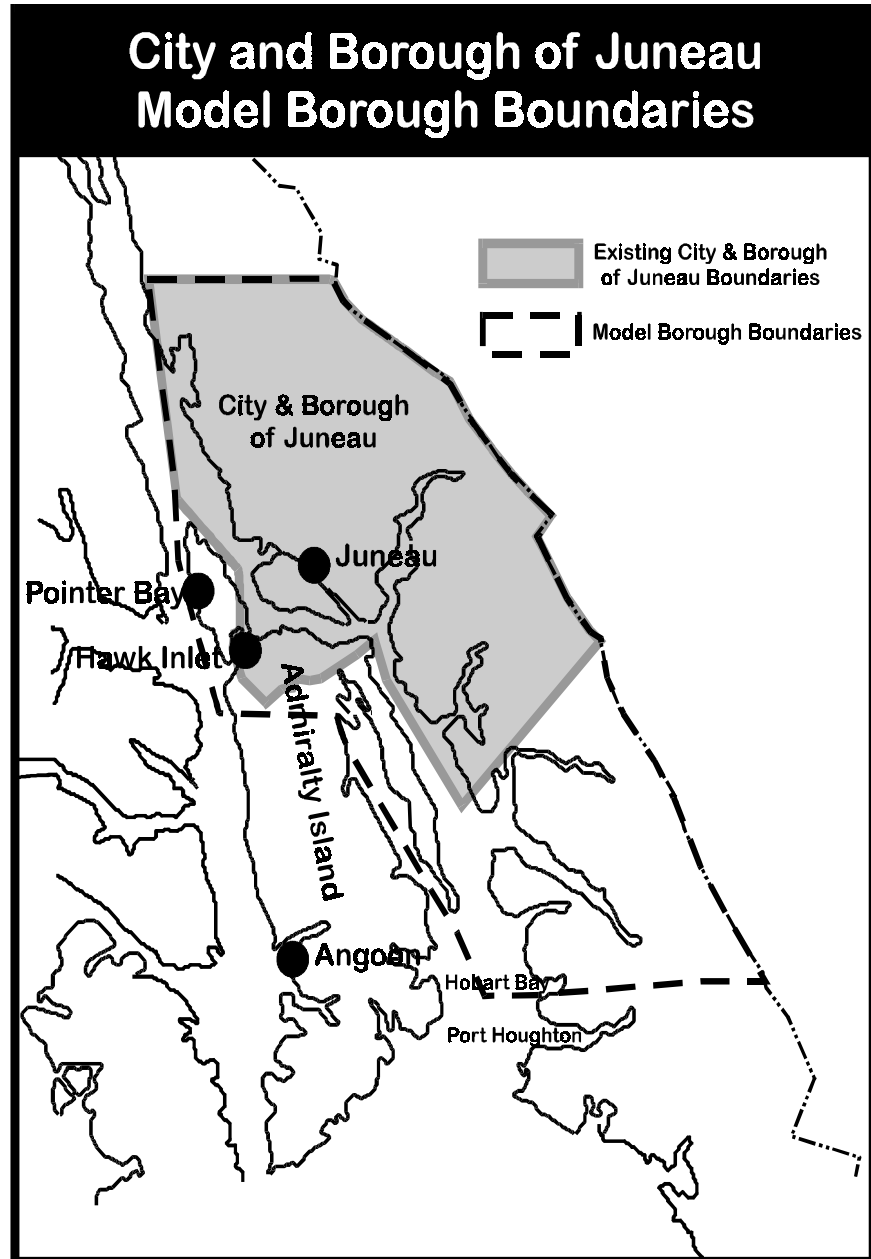 City and Borough of Juneau
Model Borough Boundaries
Existing City & Borough
of Juneau Boundaries
Model Borough Boundaries
City & Borough
of Juneau
Juneau
Pointer Bay
Hawk Inlet
Admiralty Island
Angoon
Hobart Bay
Port Houghton